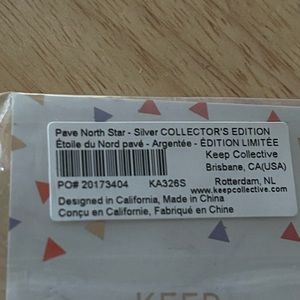 Pave North Star - Silver COLLECTOR'S EDITION
Étoile du Nord pavé - Argentée - ÉDITION LIMITÉE
Keep Collective
Brisbane, CA(USA)
PO# 20173404 KA326S Rotterdam, NL
www.keepcollective.com
Designed in California, Made in China
Conçu en Californie, Fabriqué en Chine
KEEP